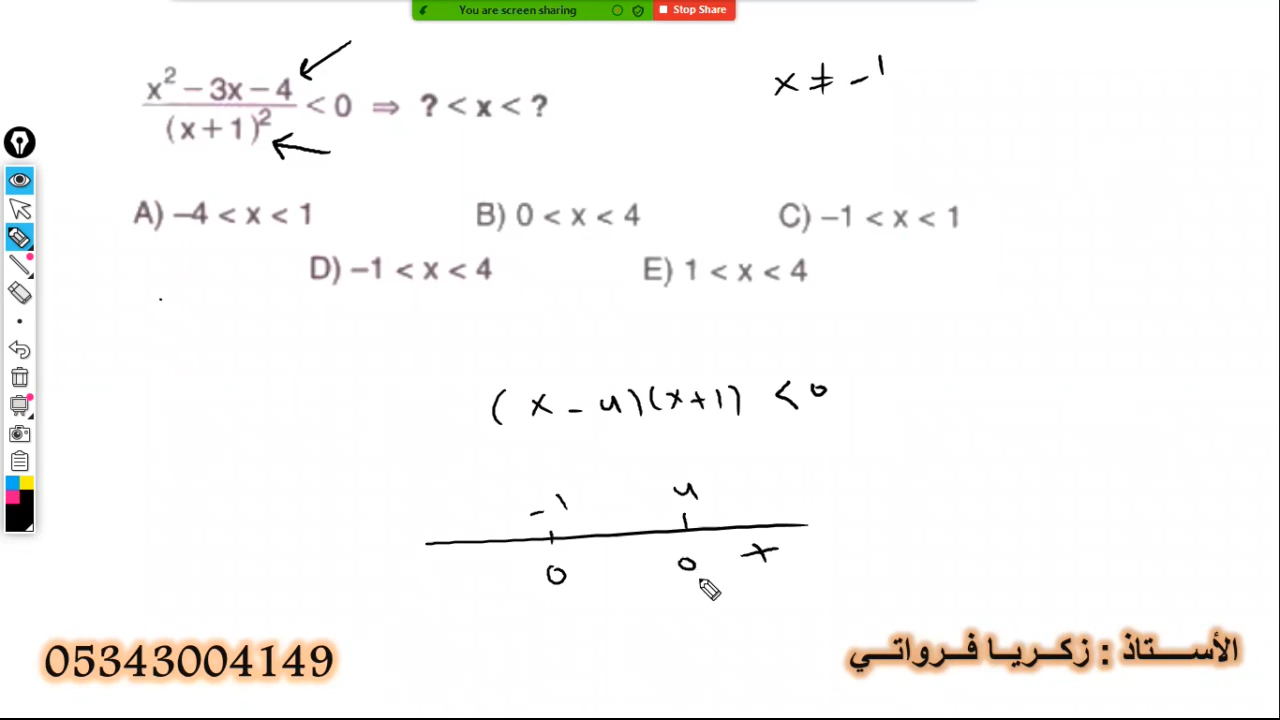 You are screen sharing Stop Share
x² − 3x − 4 / (x + 1)² < 0 ⇒ ? < x < ?
x ≠ −1
A) −4 < x < 1 B) 0 < x < 4 C) −1 < x < 1
D) −1 < x < 4 E) 1 < x < 4
(x − 4)(x + 1) < 0
−1 4
0 0 +
05343004149 الأستاذ : زكريا فرواتي